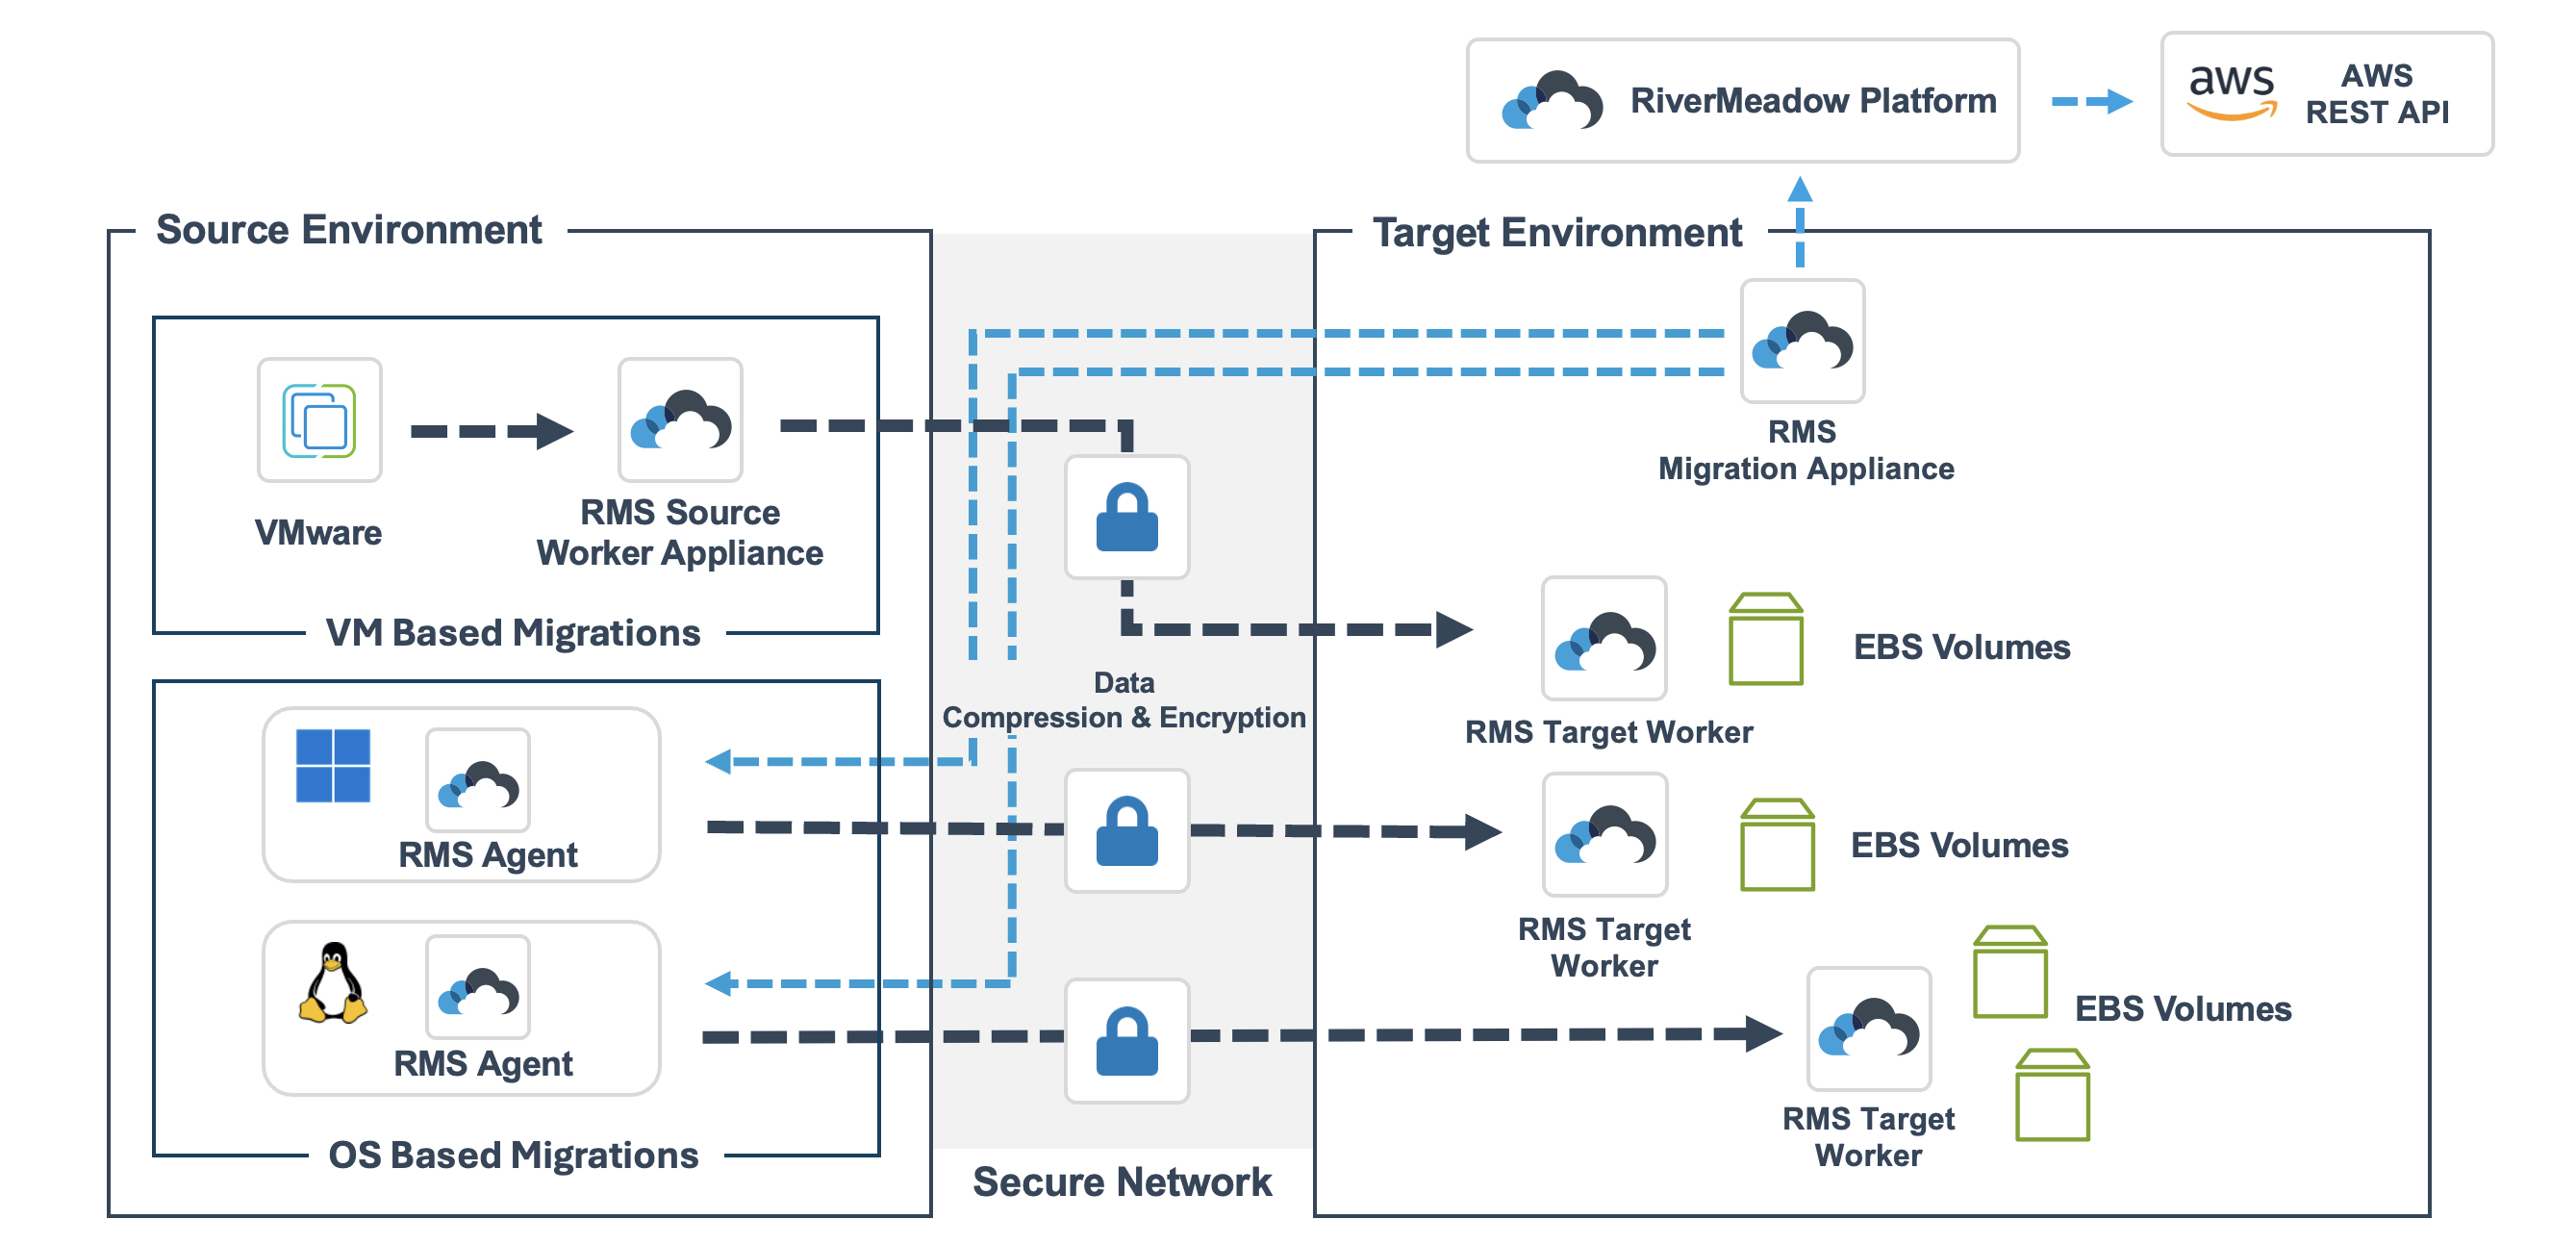 RiverMeadow Platform
aws
AWS
REST API
Source Environment
Target Environment
VMware
RMS Source
Worker Appliance
VM Based Migrations
RMS
Migration Appliance
Data
Compression & Encryption
EBS Volumes
RMS Target Worker
RMS Agent
EBS Volumes
RMS Target
Worker
RMS Agent
EBS Volumes
RMS Target
Worker
OS Based Migrations
Secure Network